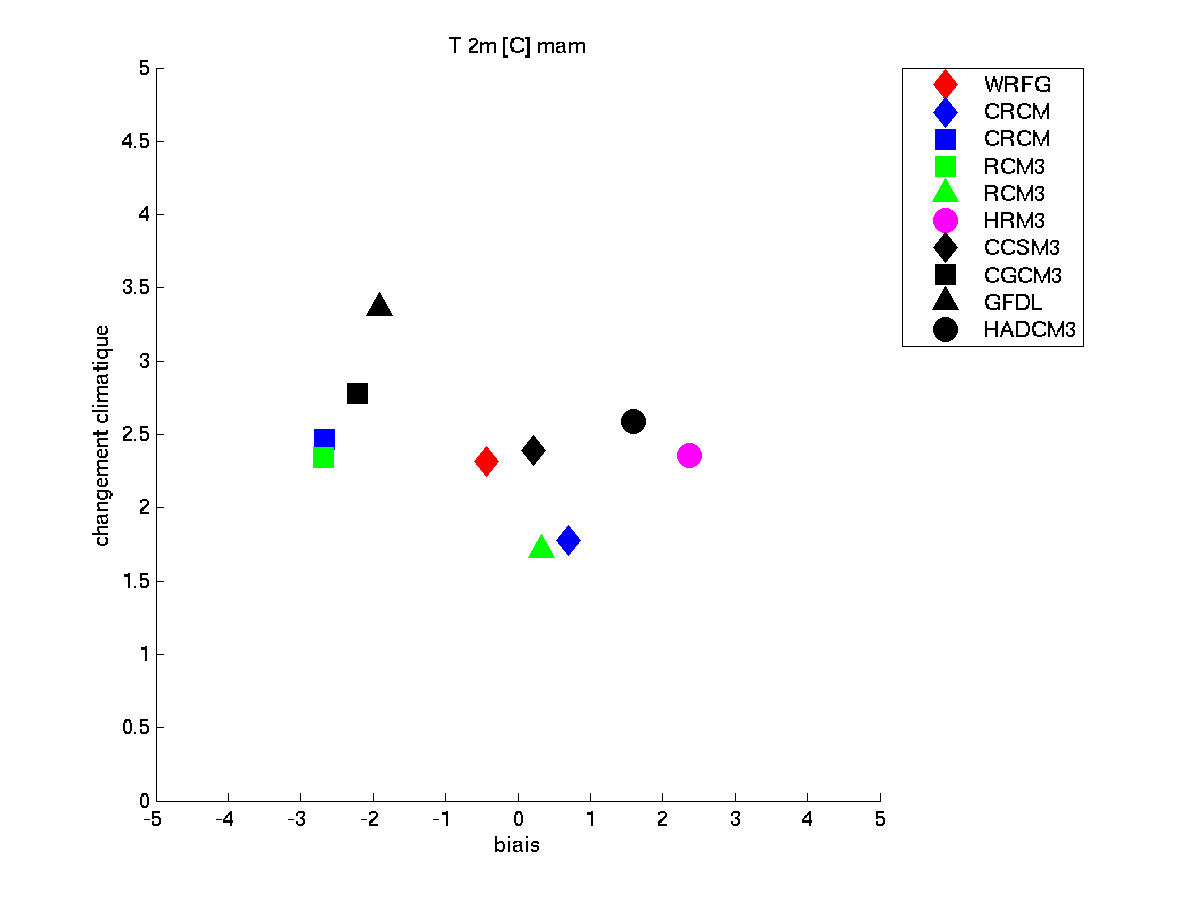 T 2m [C] mam
5
4.5
4
3.5
3
2.5
2
1.5
1
0.5
0
changement climatique
-5 -4 -3 -2 -1 0 1 2 3 4 5
biais
WRFG
CRCM
CRCM
RCM3
RCM3
HRM3
CCSM3
CGCM3
GFDL
HADCM3